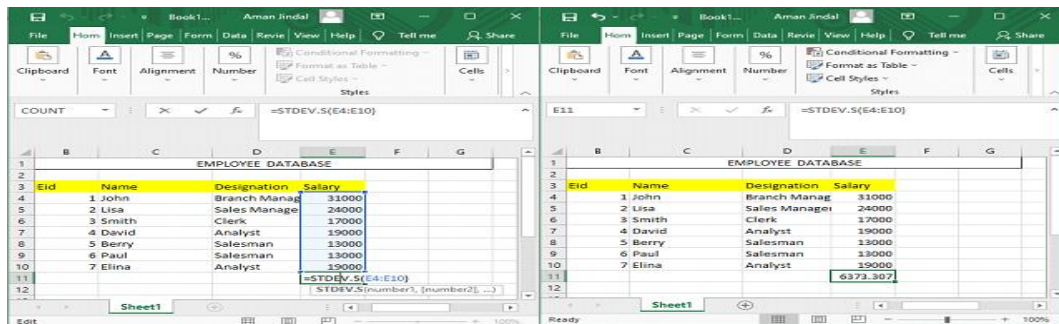 Book1... Aman Jindal
File Hom Insert Page Form Data Revie View Help Tell me Share
Clipboard Font Alignment Number Conditional Formatting Format as Table Cell Styles Cells
Styles
COUNT =STDEV.S(E4:E10)
B C D E F G
1 EMPLOYEE DATABASE
2
3 Eid Name Designation Salary
4 1 John Branch Manag 31000
5 2 Lisa Sales Manage 24000
6 3 Smith Clerk 17000
7 4 David Analyst 19000
8 5 Berry Salesman 13000
9 6 Paul Salesman 13000
10 7 Elina Analyst 19000
11 =STDEV.S(E4:E10)
12 STDEV.S(number1, [number2], ...)
Sheet1
Edit 100%
Book1... Aman Jindal
File Hom Insert Page Form Data Revie View Help Tell me Share
Clipboard Font Alignment Number Conditional Formatting Format as Table Cell Styles Cells
Styles
E11 fx =STDEV.S(E4:E10)
B C D E F G
1 EMPLOYEE DATABASE
2
3 Eid Name Designation Salary
4 1 John Branch Manag 31000
5 2 Lisa Sales Manager 24000
6 3 Smith Clerk 17000
7 4 David Analyst 19000
8 5 Berry Salesman 13000
9 6 Paul Salesman 13000
10 7 Elina Analyst 19000
11 6373.307
12
Sheet1
Ready 100%